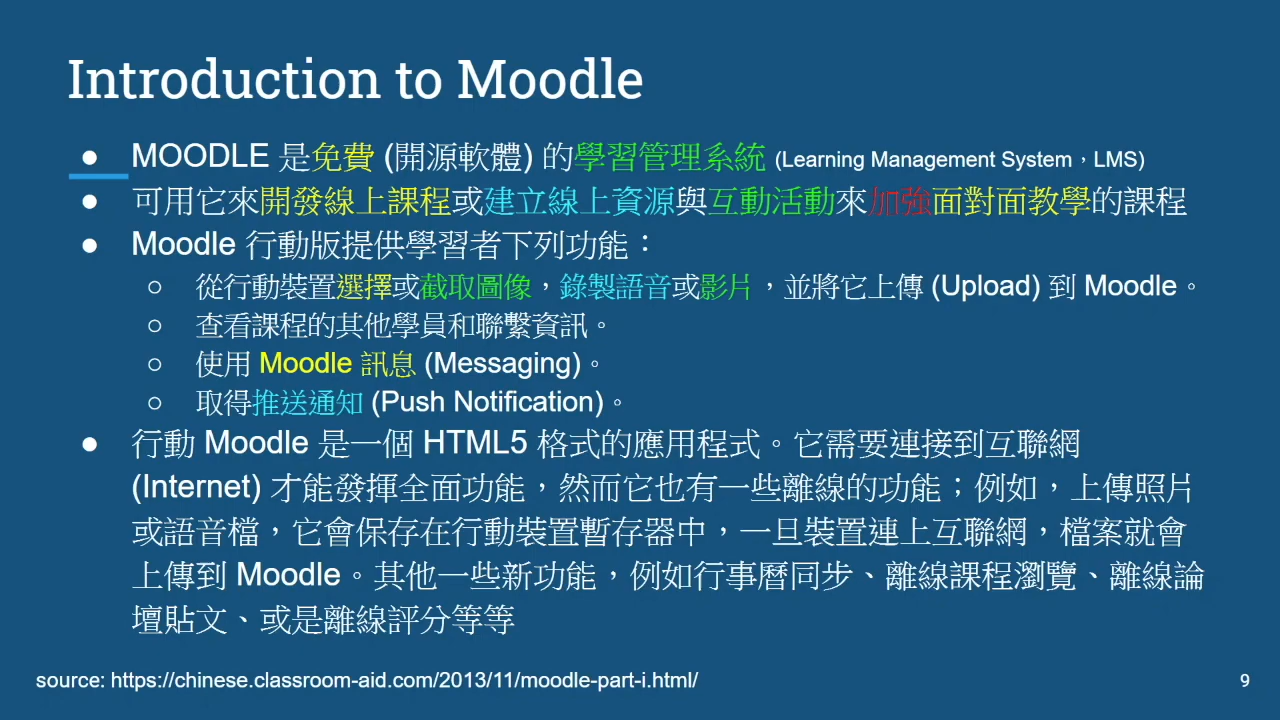 Introduction to Moodle
● MOODLE 是免費 (開源軟體) 的學習管理系統 (Learning Management System，LMS)
● 可用它來開發線上課程或建立線上資源與互動活動來加強面對面教學的課程
● Moodle 行動版提供學習者下列功能：
○ 從行動裝置選擇或截取圖像，錄製語音或影片，並將它上傳 (Upload) 到 Moodle。
○ 查看課程的其他學員和聯繫資訊。
○ 使用 Moodle 訊息 (Messaging)。
○ 取得推送通知 (Push Notification)。
● 行動 Moodle 是一個 HTML5 格式的應用程式。它需要連接到互聯網
(Internet) 才能發揮全面功能，然而它也有一些離線的功能；例如，上傳照片
或語音檔，它會保存在行動裝置暫存器中，一旦裝置連上互聯網，檔案就會
上傳到 Moodle。其他一些新功能，例如行事曆同步、離線課程瀏覽、離線論
壇貼文、或是離線評分等等
source: https://chinese.classroom-aid.com/2013/11/moodle-part-i.html/
9